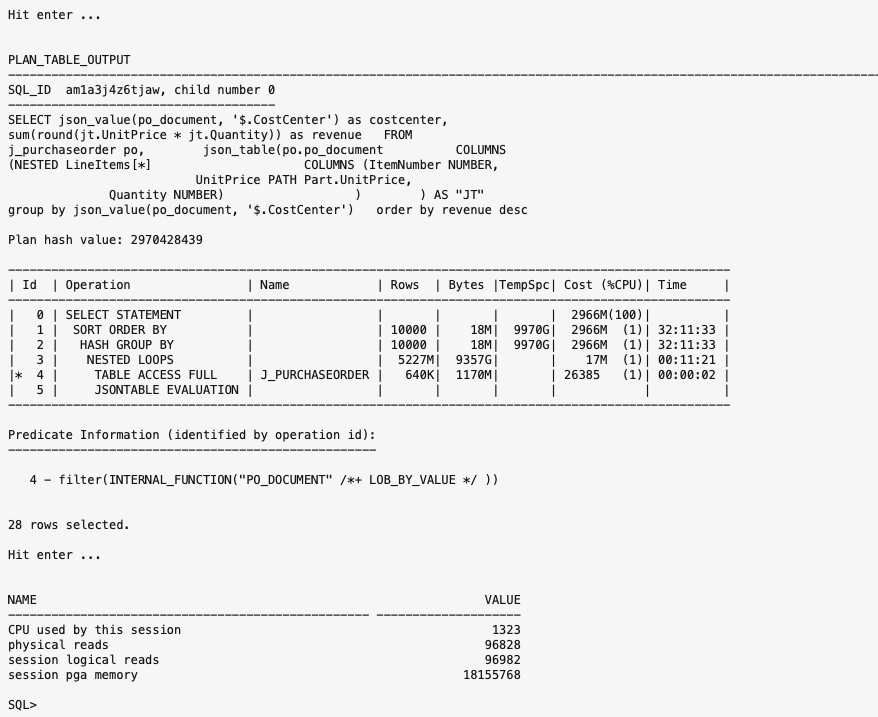 Hit enter ...
PLAN_TABLE_OUTPUT
------------------------------------------------------------------------------------------------------------------------
SQL_ID  am1a3j4z6tjaw, child number 0
-------------------------------------
SELECT json_value(po_document, '$.CostCenter') as costcenter,
sum(round(jt.UnitPrice * jt.Quantity)) as revenue   FROM
j_purchaseorder po,        json_table(po.po_document          COLUMNS
(NESTED LineItems[*]                     COLUMNS (ItemNumber NUMBER,
                          UnitPrice PATH Part.UnitPrice,
              Quantity NUMBER)                  )        ) AS "JT"
group by json_value(po_document, '$.CostCenter')   order by revenue desc
Plan hash value: 2970428439
----------------------------------------------------------------------------------------------------
| Id  | Operation                | Name            | Rows  | Bytes |TempSpc| Cost (%CPU)| Time     |
----------------------------------------------------------------------------------------------------
|   0 | SELECT STATEMENT         |                 |       |       |       |  2966M(100)|          |
|   1 |  SORT ORDER BY           |                 | 10000 |    18M|  9970G|  2966M  (1)| 32:11:33 |
|   2 |   HASH GROUP BY          |                 | 10000 |    18M|  9970G|  2966M  (1)| 32:11:33 |
|   3 |    NESTED LOOPS          |                 |  5227M|  9357G|       |    17M  (1)| 00:11:21 |
|*  4 |     TABLE ACCESS FULL    | J_PURCHASEORDER |   640K|  1170M|       | 26385   (1)| 00:00:02 |
|   5 |     JSONTABLE EVALUATION |                 |       |       |       |            |          |
----------------------------------------------------------------------------------------------------
Predicate Information (identified by operation id):
---------------------------------------------------
   4 - filter(INTERNAL_FUNCTION("PO_DOCUMENT" /*+ LOB_BY_VALUE */ ))
28 rows selected.
Hit enter ...
NAME                                                              VALUE
-------------------------------------------------- --------------------
CPU used by this session                                           1323
physical reads                                                    96828
session logical reads                                             96982
session pga memory                                             18155768
SQL>